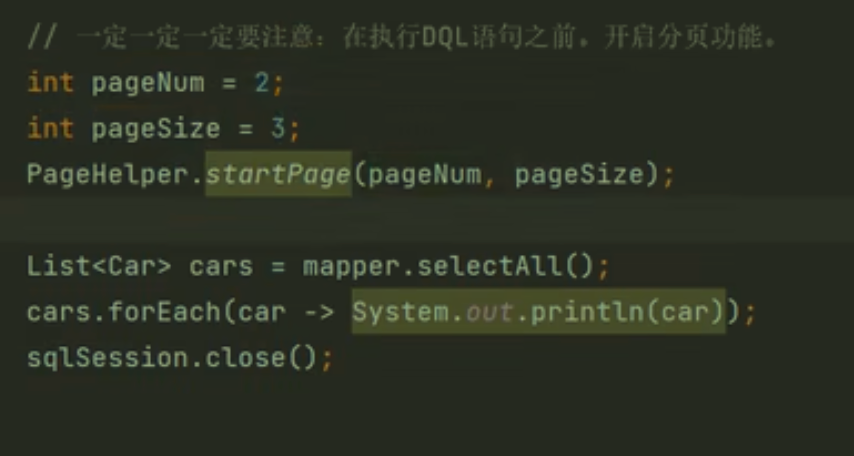 // 一定一定一定要注意：在执行DQL语句之前。开启分页功能。
int pageNum = 2;
int pageSize = 3;
PageHelper.startPage(pageNum, pageSize);
List<Car> cars = mapper.selectAll();
cars.forEach(car -> System.out.println(car));
sqlSession.close();